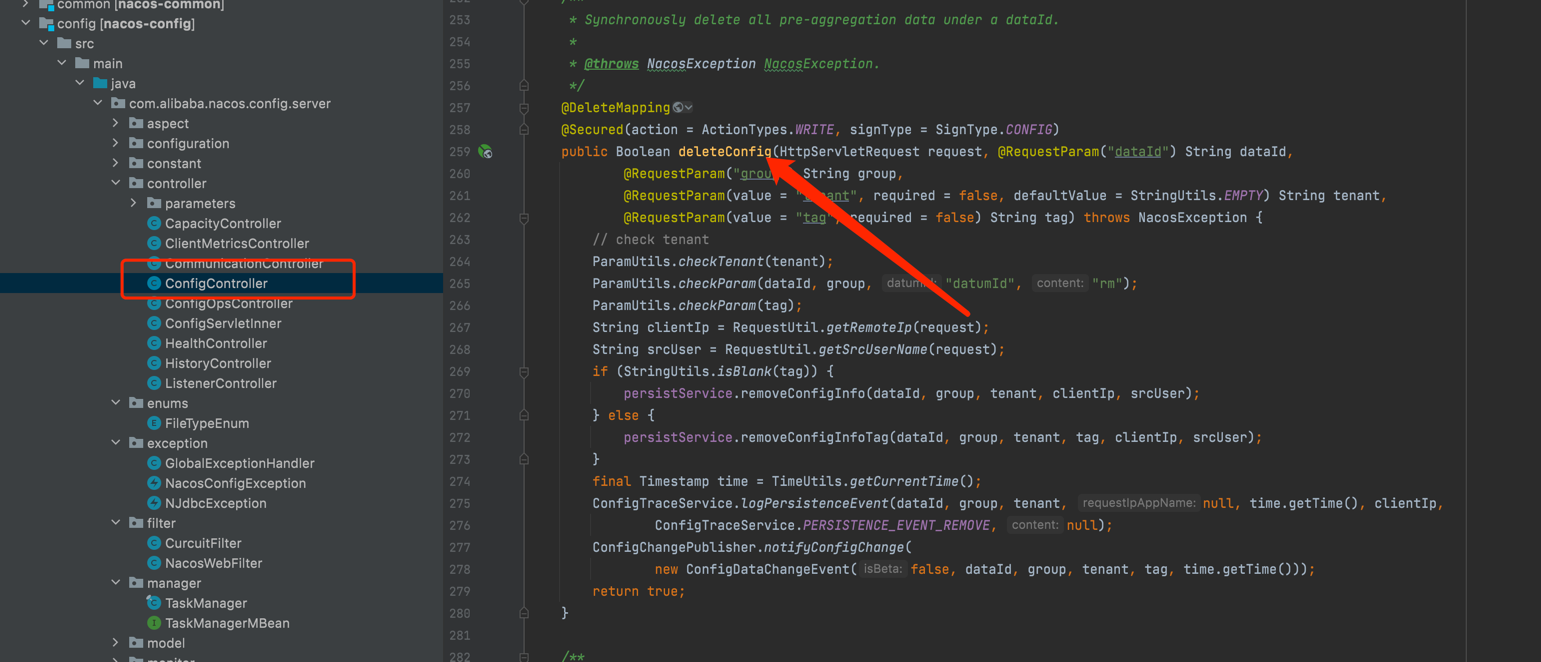 common [nacos-common]
config [nacos-config]
src
main
java
com.alibaba.nacos.config.server
aspect
configuration
constant
controller
parameters
CapacityController
ClientMetricsController
CommunicationController
ConfigController
ConfigOpsController
ConfigServletInner
HealthController
HistoryController
ListenerController
enums
FileTypeEnum
exception
GlobalExceptionHandler
NacosConfigException
NJdbcException
filter
CurcuitFilter
NacosWebFilter
manager
TaskManager
TaskManagerMBean
model
monitor
252 /**
253 * Synchronously delete all pre-aggregation data under a dataId.
254 *
255 * @throws NacosException NacosException.
256 */
257 @DeleteMapping
258 @Secured(action = ActionTypes.WRITE, signType = SignType.CONFIG)
259 public Boolean deleteConfig(HttpServletRequest request, @RequestParam("dataId") String dataId,
260 @RequestParam("grou String group,
261 @RequestParam(value = "tenant", required = false, defaultValue = StringUtils.EMPTY) String tenant,
262 @RequestParam(value = "tag", required = false) String tag) throws NacosException {
263 // check tenant
264 ParamUtils.checkTenant(tenant);
265 ParamUtils.checkParam(dataId, group, datumId: "datumId", content: "rm");
266 ParamUtils.checkParam(tag);
267 String clientIp = RequestUtil.getRemoteIp(request);
268 String srcUser = RequestUtil.getSrcUserName(request);
269 if (StringUtils.isBlank(tag)) {
270 persistService.removeConfigInfo(dataId, group, tenant, clientIp, srcUser);
271 } else {
272 persistService.removeConfigInfoTag(dataId, group, tenant, tag, clientIp, srcUser);
273 }
274 final Timestamp time = TimeUtils.getCurrentTime();
275 ConfigTraceService.logPersistenceEvent(dataId, group, tenant, requestIpAppName: null, time.getTime(), clientIp,
276 ConfigTraceService.PERSISTENCE_EVENT_REMOVE, content: null);
277 ConfigChangePublisher.notifyConfigChange(
278 new ConfigDataChangeEvent( isBeta: false, dataId, group, tenant, tag, time.getTime()));
279 return true;
280 }
281
282 /**